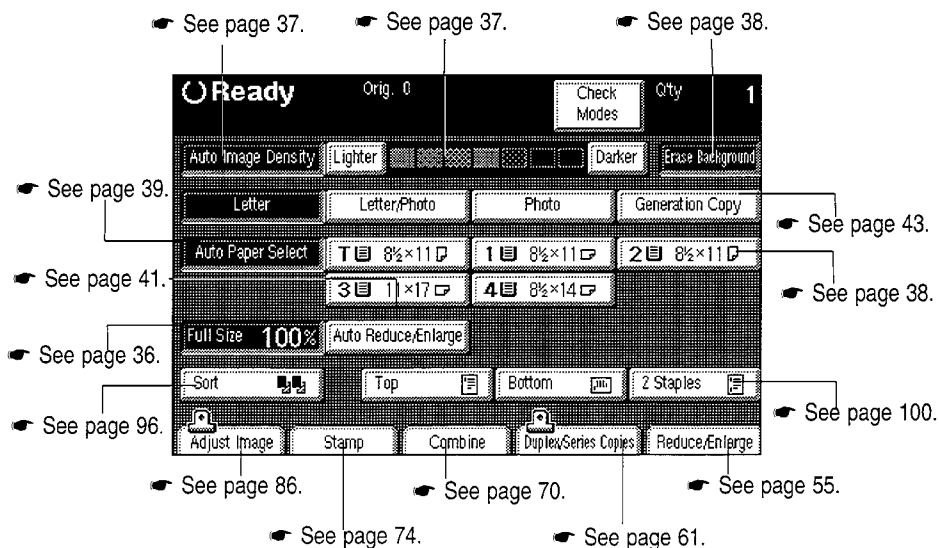 ☛ See page 37. ☛ See page 37. ☛ See page 38.
Ready Orig. 0 Check Modes Q'ty 1
Auto Image Density Lighter Darker Erase Background
☛ See page 39.
Letter Letter/Photo Photo Generation Copy
☛ See page 43.
Auto Paper Select T 8½×11 1 8½×11 2 8½×11
☛ See page 41.
3 11×17 4 8½×14
☛ See page 38.
Full Size 100% Auto Reduce/Enlarge
☛ See page 36.
Sort Top Bottom 2 Staples
☛ See page 96.
☛ See page 100.
Adjust Image Stamp Combine Duplex/Series Copies Reduce/Enlarge
☛ See page 86. ☛ See page 70. ☛ See page 55.
☛ See page 74. ☛ See page 61.